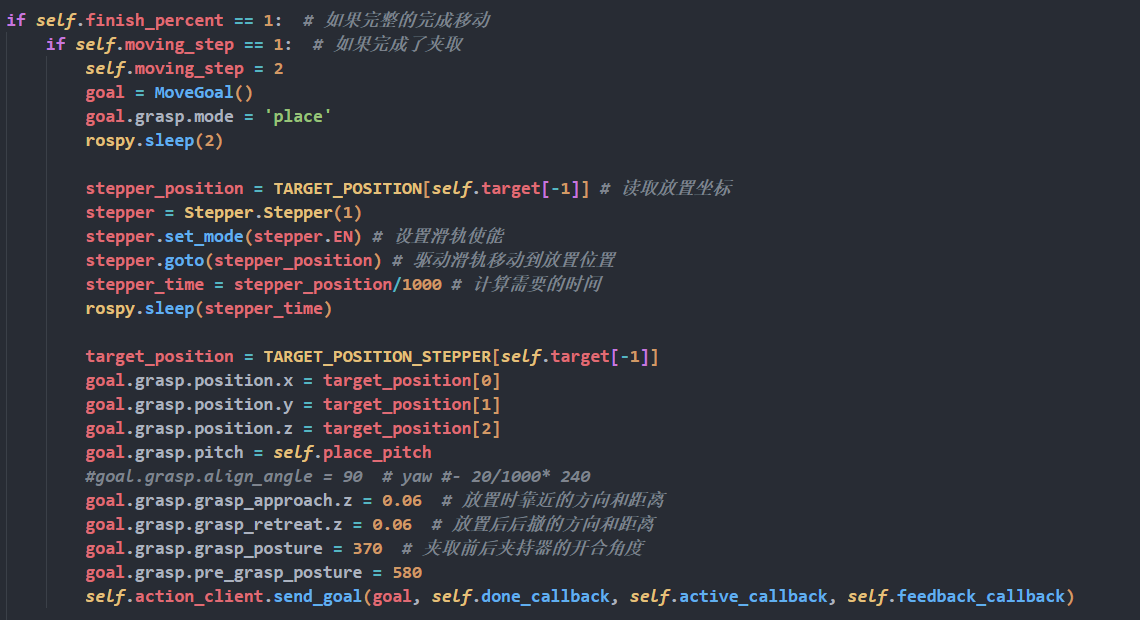 if self.finish_percent == 1:  # 如果完整的完成移动
    if self.moving_step == 1:  # 如果完成了夹取
        self.moving_step = 2
        goal = MoveGoal()
        goal.grasp.mode = 'place'
        rospy.sleep(2)

        stepper_position = TARGET_POSITION[self.target[-1]] # 读取放置坐标
        stepper = Stepper.Stepper(1)
        stepper.set_mode(stepper.EN) # 设置滑轨使能
        stepper.goto(stepper_position) # 驱动滑轨移动到放置位置
        stepper_time = stepper_position/1000 # 计算需要的时间
        rospy.sleep(stepper_time)

        target_position = TARGET_POSITION_STEPPER[self.target[-1]]
        goal.grasp.position.x = target_position[0]
        goal.grasp.position.y = target_position[1]
        goal.grasp.position.z = target_position[2]
        goal.grasp.pitch = self.place_pitch
        #goal.grasp.align_angle = 90  # yaw #- 20/1000* 240
        goal.grasp.grasp_approach.z = 0.06  # 放置时靠近的方向和距离
        goal.grasp.grasp_retreat.z = 0.06  # 放置后后撤的方向和距离
        goal.grasp.grasp_posture = 370  # 夹取前后夹持器的开合角度
        goal.grasp.pre_grasp_posture = 580
        self.action_client.send_goal(goal, self.done_callback, self.active_callback, self.feedback_callback)